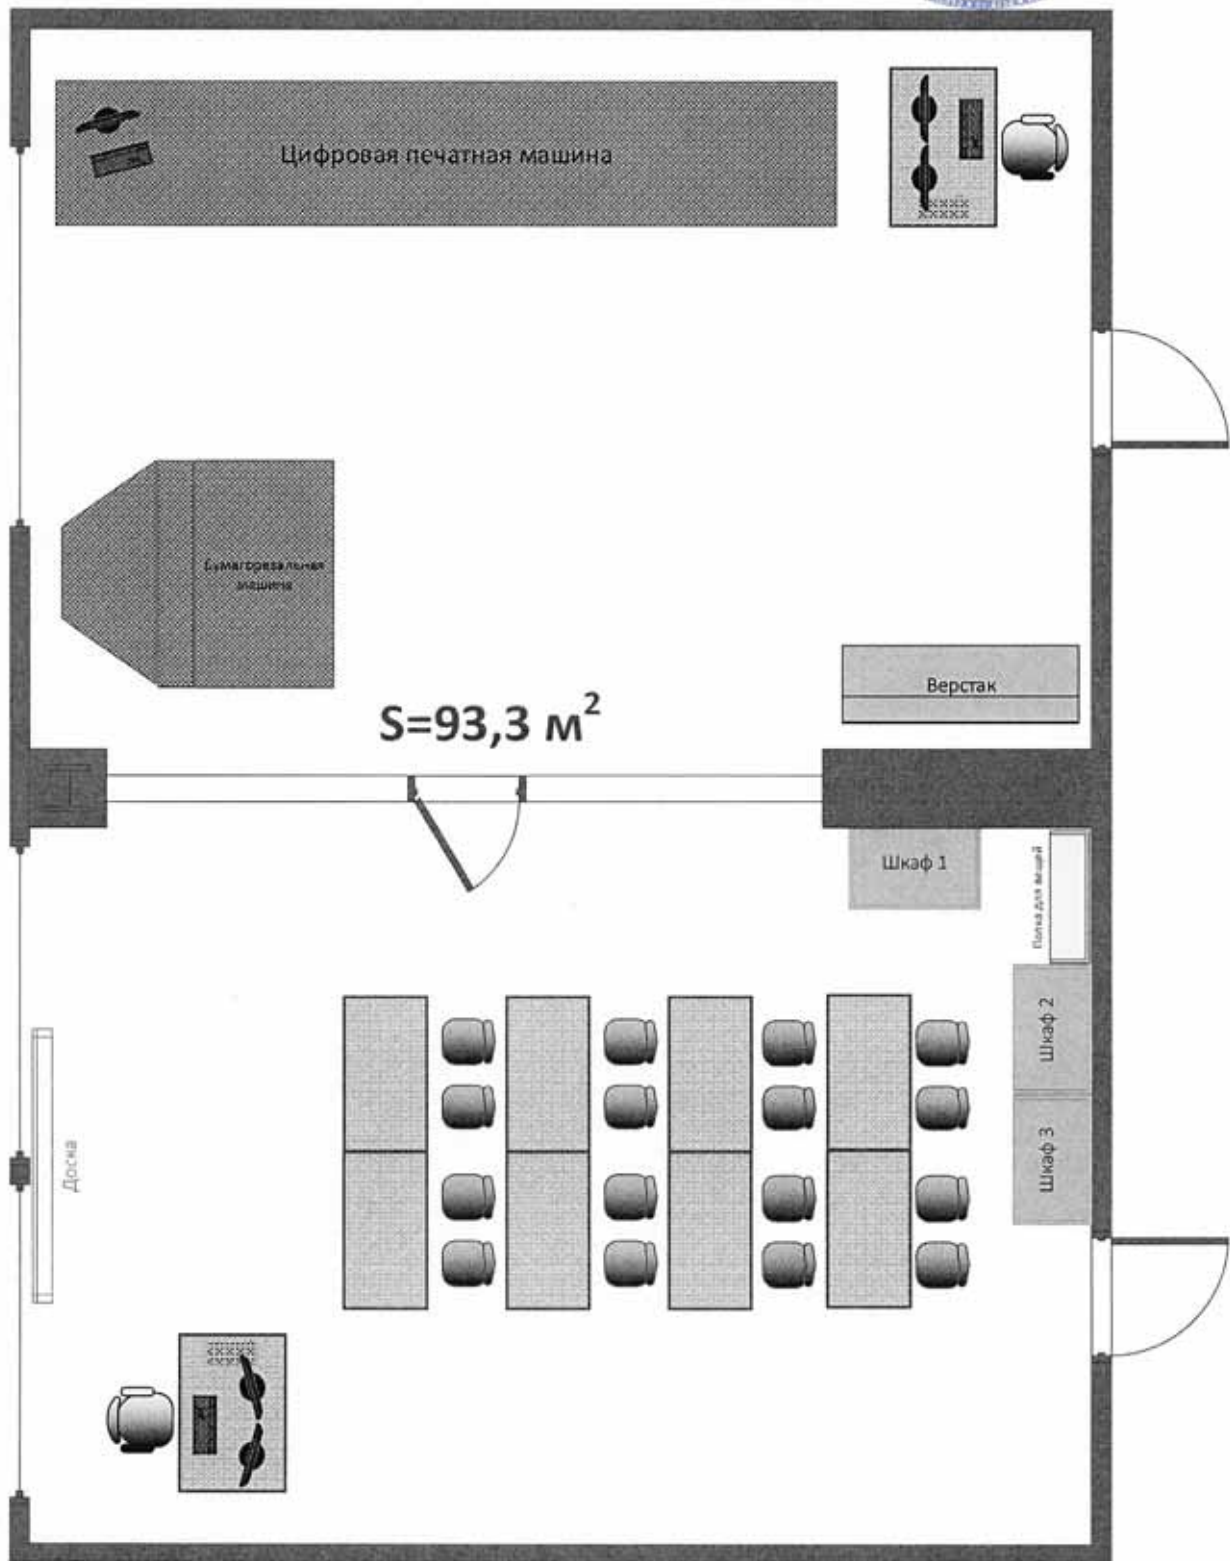 Цифровая печатная машина
Бумагорезальная
машина
Верстак
S=93,3 м²
Шкаф 1
Полка для вещей
Шкаф 2
Шкаф 3
Доска